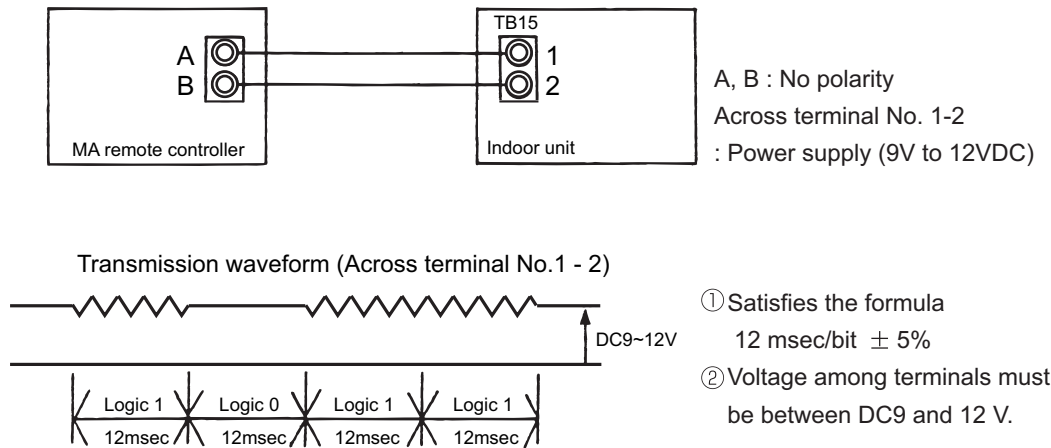 TB15
A
1
B
2
MA remote controller
Indoor unit
A, B : No polarity
Across terminal No. 1-2
: Power supply (9V to 12VDC)
Transmission waveform (Across terminal No.1 - 2)
DC9~12V
① Satisfies the formula
12 msec/bit ± 5%
② Voltage among terminals must
be between DC9 and 12 V.
Logic 1
Logic 0
Logic 1
Logic 1
12msec
12msec
12msec
12msec